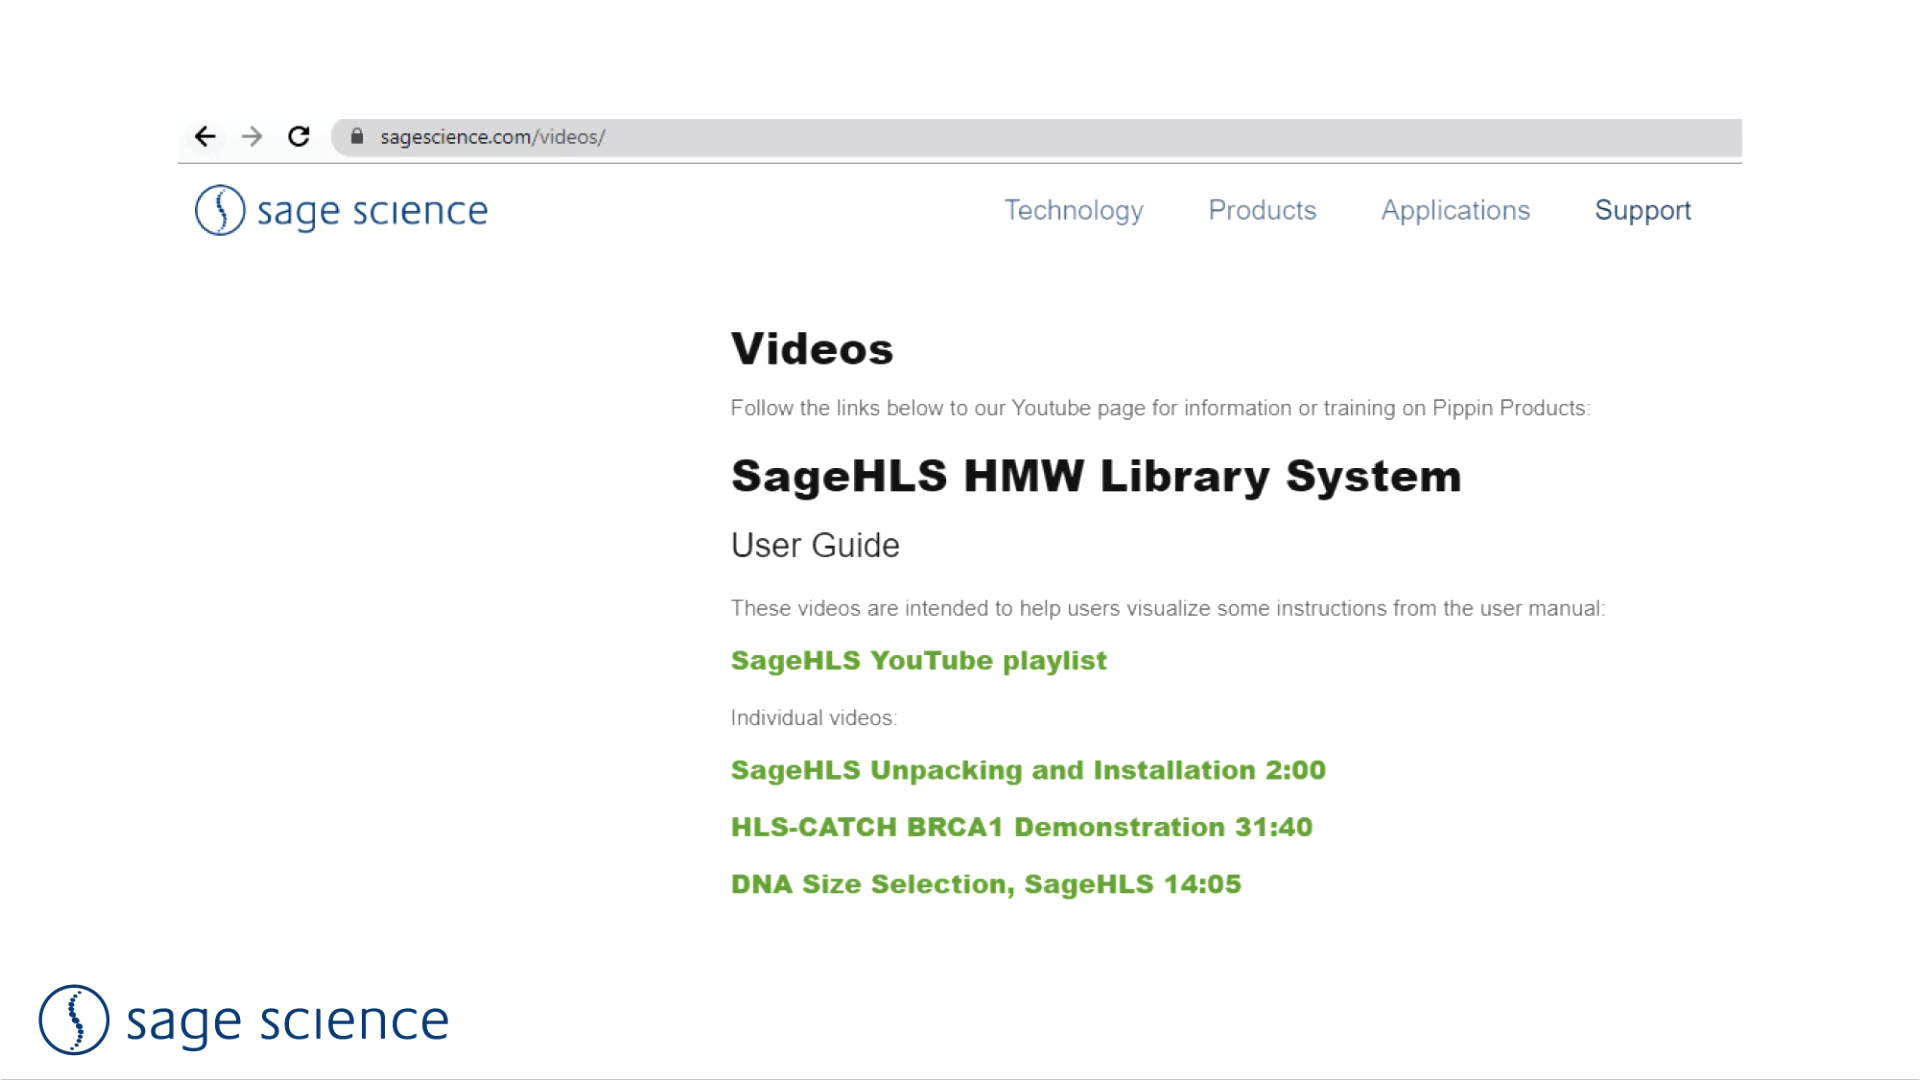 sagescience.com/videos/
sage science
Technology Products Applications Support
Videos
Follow the links below to our Youtube page for information or training on Pippin Products:
SageHLS HMW Library System
User Guide
These videos are intended to help users visualize some instructions from the user manual:
SageHLS YouTube playlist
Individual videos:
SageHLS Unpacking and Installation 2:00
HLS-CATCH BRCA1 Demonstration 31:40
DNA Size Selection, SageHLS 14:05
sage science